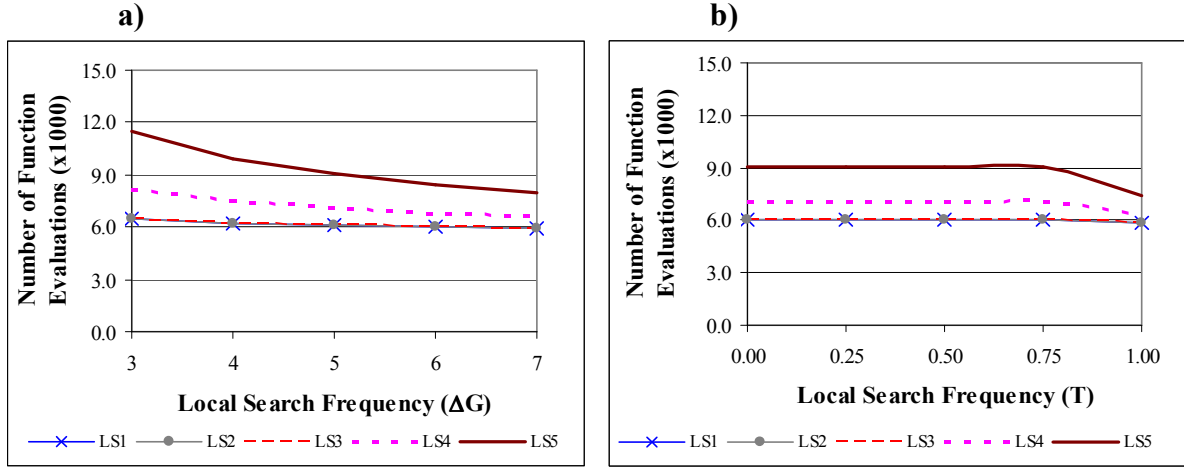 a)
Number of Function
Evaluations (x1000)
15.0
12.0
9.0
6.0
3.0
0.0
3 4 5 6 7
Local Search Frequency (ΔG)
LS1 LS2 LS3 LS4 LS5
b)
Number of Function
Evaluations (x1000)
15.0
12.0
9.0
6.0
3.0
0.0
0.00 0.25 0.50 0.75 1.00
Local Search Frequency (T)
LS1 LS2 LS3 LS4 LS5